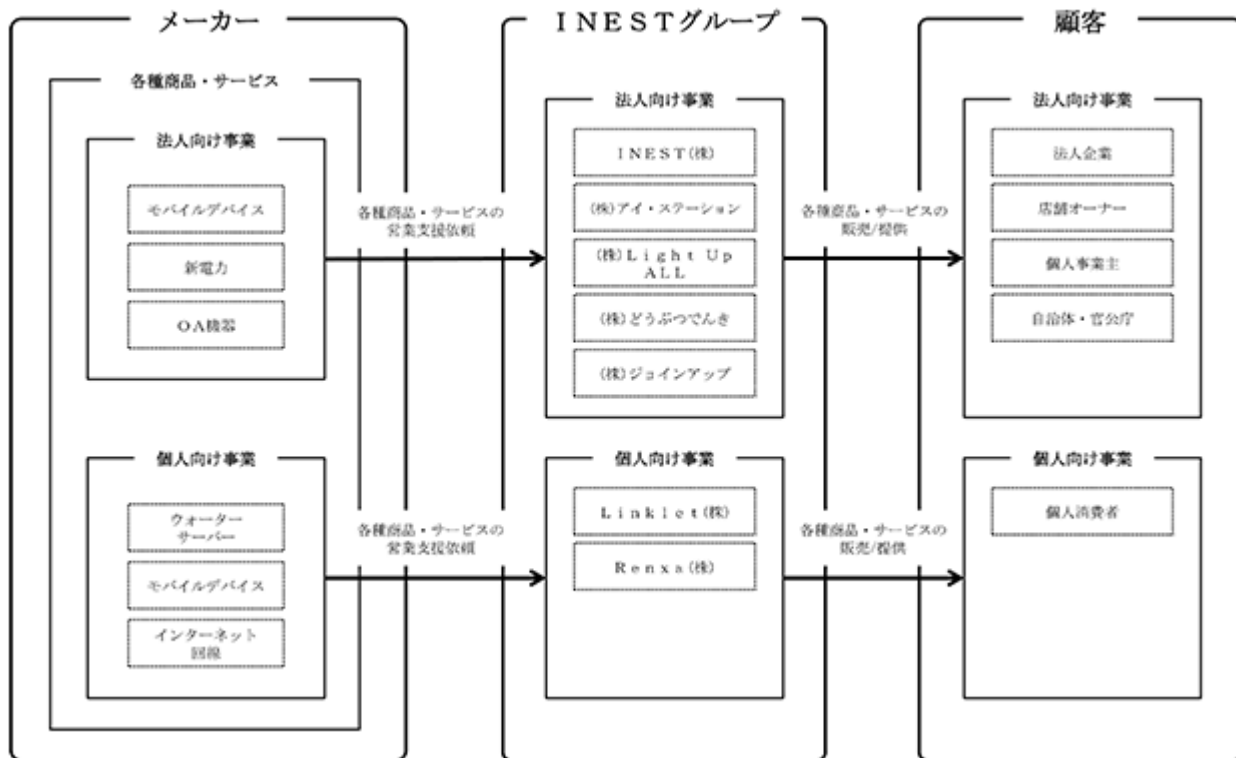 メーカー
各種商品・サービス
法人向け事業
モバイルデバイス
新電力
OA機器
個人向け事業
ウォーター
サーバー
モバイルデバイス
インターネット
回線
各種商品・サービスの
営業支援依頼
各種商品・サービスの
営業支援依頼
INESTグループ
法人向け事業
INEST(株)
(株)アイ・ステーション
(株)Light Up
ALL
(株)どうぶつでんき
(株)ジョインアップ
個人向け事業
Linklet(株)
Renxa(株)
各種商品・サービスの
販売/提供
各種商品・サービスの
販売/提供
顧客
法人向け事業
法人企業
店舗オーナー
個人事業主
自治体・官公庁
個人向け事業
個人消費者